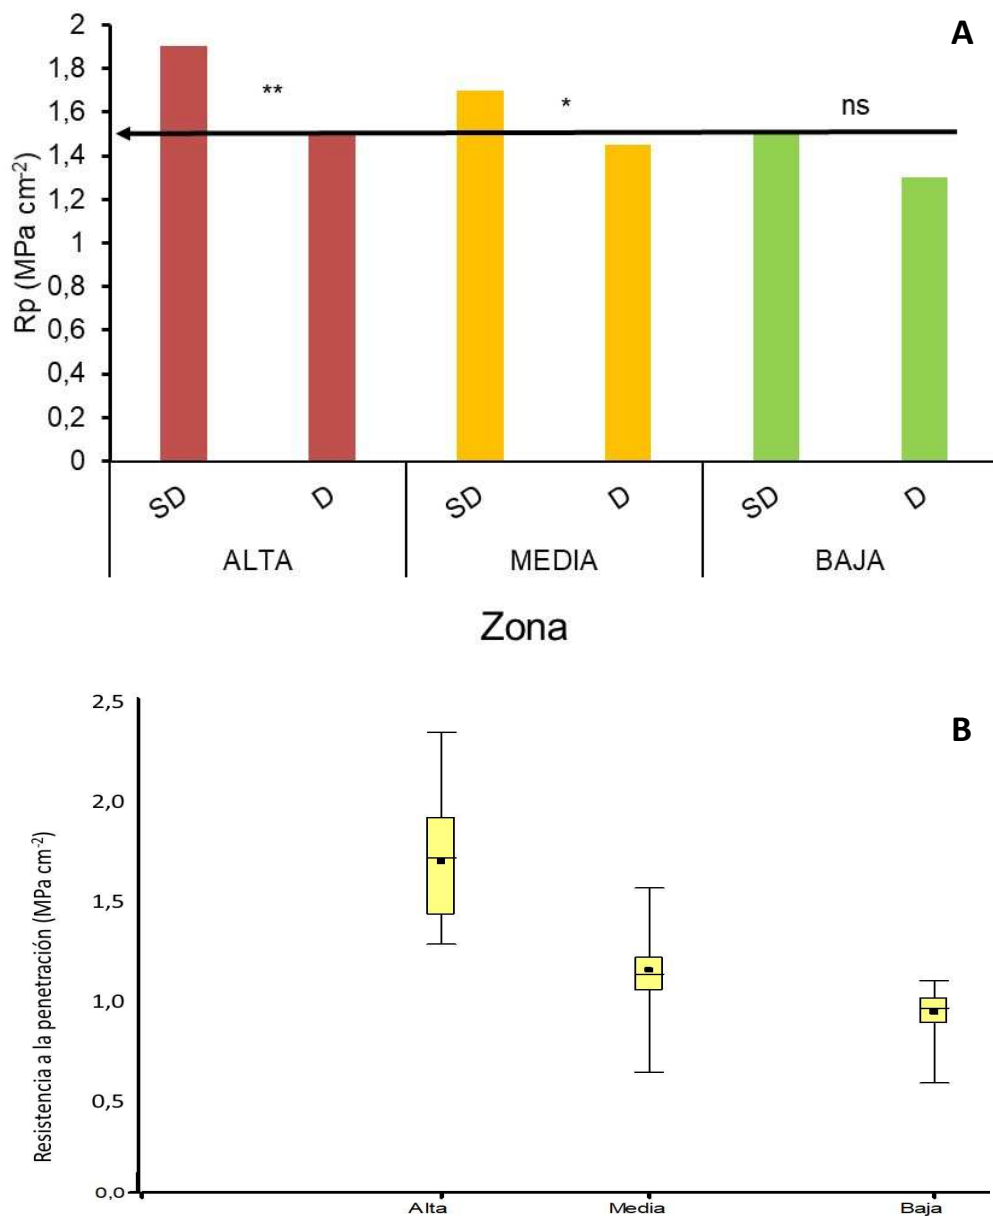 A
2
1,8
1,6
1,4
1,2
1
0,8
0,6
0,4
0,2
0
Rp (MPa cm-2)
**
*
ns
SD
D
SD
D
SD
D
ALTA
MEDIA
BAJA
Zona
B
2,5
2,0
1,5
1,0
0,5
0,0
Resistencia a la penetración (MPa cm-2)
Alta
Media
Baja